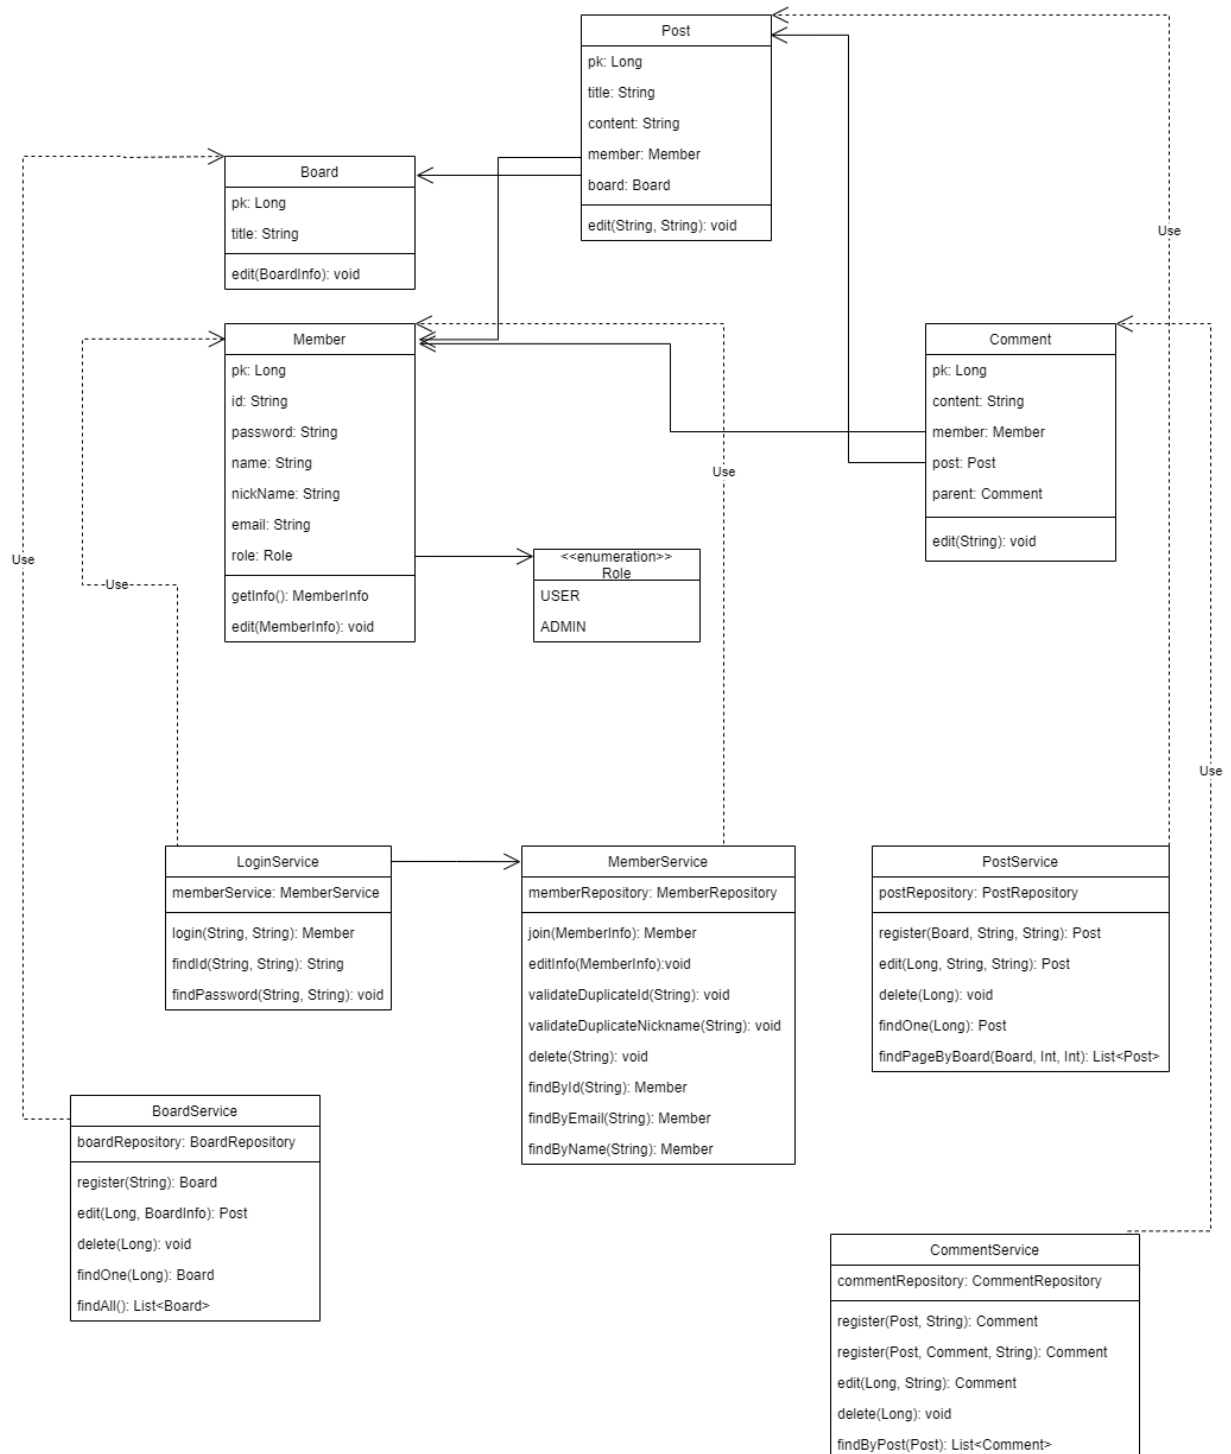 Post
pk: Long
title: String
content: String
member: Member
board: Board
edit(String, String): void
Board
pk: Long
title: String
edit(BoardInfo): void
Use
Member
pk: Long
id: String
password: String
name: String
nickName: String
email: String
role: Role
getInfo(): MemberInfo
edit(MemberInfo): void
Comment
pk: Long
content: String
member: Member
post: Post
parent: Comment
edit(String): void
Use
<<enumeration>>
Role
USER
ADMIN
Use
Use
Use
LoginService
memberService: MemberService
login(String, String): Member
findId(String, String): String
findPassword(String, String): void
MemberService
memberRepository: MemberRepository
join(MemberInfo): Member
editInfo(MemberInfo):void
validateDuplicateId(String): void
validateDuplicateNickname(String): void
delete(String): void
findById(String): Member
findByEmail(String): Member
findByName(String): Member
PostService
postRepository: PostRepository
register(Board, String, String): Post
edit(Long, String, String): Post
delete(Long): void
findOne(Long): Post
findPageByBoard(Board, Int, Int): List<Post>
BoardService
boardRepository: BoardRepository
register(String): Board
edit(Long, BoardInfo): Post
delete(Long): void
findOne(Long): Board
findAll(): List<Board>
CommentService
commentRepository: CommentRepository
register(Post, String): Comment
register(Post, Comment, String): Comment
edit(Long, String): Comment
delete(Long): void
findByPost(Post): List<Comment>